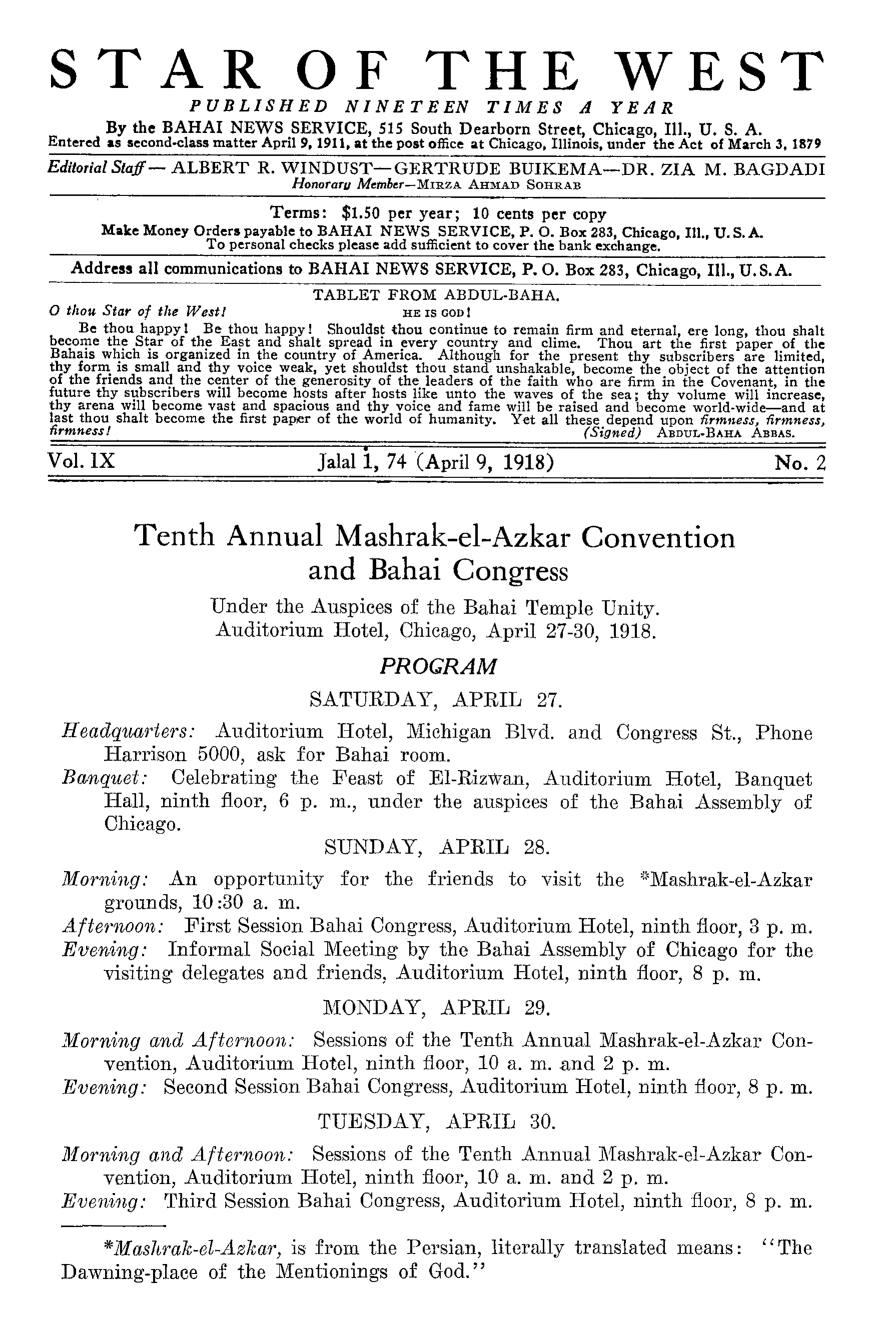 STAR OF THE WEST
PUBLISHED NINETEEN TIMES A YEAR
By the BAHAI NEWS SERVICE, 515 South Dearborn Street, Chicago, Ill., U. S. A.
Entered as second-class matter April 9, 1911, at the post office at Chicago, Illinois, under the Act of March 3, 1879
Editorial Staff — ALBERT R. WINDUST—GERTRUDE BUIKEMA—DR. ZIA M. BAGDADI
Honorary Member—MIRZA AHMAD SOHRAB
Terms: $1.50 per year; 10 cents per copy
Make Money Orders payable to BAHAI NEWS SERVICE, P. O. Box 283, Chicago, Ill., U. S. A.
To personal checks please add sufficient to cover the bank exchange.
Address all communications to BAHAI NEWS SERVICE, P. O. Box 283, Chicago, Ill., U. S. A.
TABLET FROM ABDUL-BAHA.
O thou Star of the West! HE IS GOD!
Be thou happy! Be thou happy! Shouldst thou continue to remain firm and eternal, ere long, thou shalt
become the Star of the East and shalt spread in every country and clime. Thou art the first paper of the
Bahais which is organized in the country of America. Although for the present thy subscribers are limited,
thy form is small and thy voice weak, yet shouldst thou stand unshakable, become the object of the attention
of the friends and the center of the generosity of the leaders of the faith who are firm in the Covenant, in the
future thy subscribers will become hosts after hosts like unto the waves of the sea; thy volume will increase,
thy arena will become vast and spacious and thy voice and fame will be raised and become world-wide—and at
last thou shalt become the first paper of the world of humanity. Yet all these depend upon firmness, firmness,
firmness! (Signed) ABDUL-BAHA ABBAS.
Vol. IX Jalal 1, 74 (April 9, 1918) No. 2
Tenth Annual Mashrak-el-Azkar Convention
and Bahai Congress
Under the Auspices of the Bahai Temple Unity.
Auditorium Hotel, Chicago, April 27-30, 1918.
PROGRAM
SATURDAY, APRIL 27.
Headquarters: Auditorium Hotel, Michigan Blvd. and Congress St., Phone
Harrison 5000, ask for Bahai room.
Banquet: Celebrating the Feast of El-Rizwan, Auditorium Hotel, Banquet
Hall, ninth floor, 6 p. m., under the auspices of the Bahai Assembly of
Chicago.
SUNDAY, APRIL 28.
Morning: An opportunity for the friends to visit the *Mashrak-el-Azkar
grounds, 10:30 a. m.
Afternoon: First Session Bahai Congress, Auditorium Hotel, ninth floor, 3 p. m.
Evening: Informal Social Meeting by the Bahai Assembly of Chicago for the
visiting delegates and friends, Auditorium Hotel, ninth floor, 8 p. m.
MONDAY, APRIL 29.
Morning and Afternoon: Sessions of the Tenth Annual Mashrak-el-Azkar Con-
vention, Auditorium Hotel, ninth floor, 10 a. m. and 2 p. m.
Evening: Second Session Bahai Congress, Auditorium Hotel, ninth floor, 8 p. m.
TUESDAY, APRIL 30.
Morning and Afternoon: Sessions of the Tenth Annual Mashrak-el-Azkar Con-
vention, Auditorium Hotel, ninth floor, 10 a. m. and 2 p. m.
Evening: Third Session Bahai Congress, Auditorium Hotel, ninth floor, 8 p. m.
*Mashrak-el-Azkar, is from the Persian, literally translated means: "The
Dawning-place of the Mentionings of God."